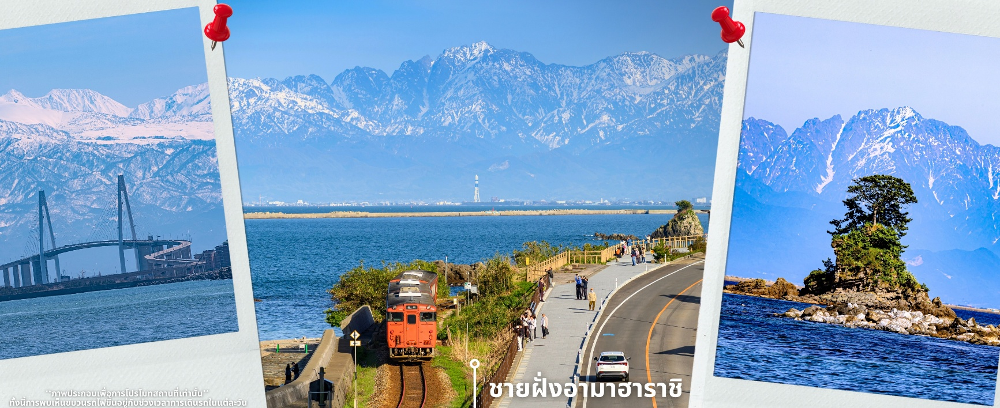 ชายฝั่งอ่ามาฮาราชิ
**ภาพประกอบเพื่อการโปรโมทสถานที่เท่านั้น**
ทั้งนี้การพบเห็นขบวนรถไฟขึ้นอยู่กับช่วงเวลาการเดินรถในแต่ละวัน